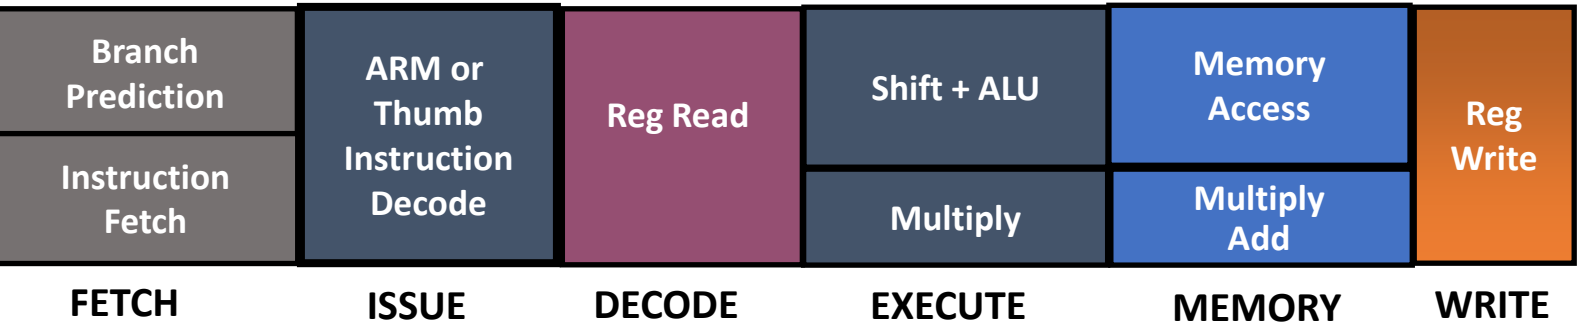 Branch
Prediction
Instruction
Fetch
ARM or
Thumb
Instruction
Decode
Reg Read
Shift + ALU
Multiply
Memory
Access
Multiply
Add
Reg
Write
FETCH
ISSUE
DECODE
EXECUTE
MEMORY
WRITE